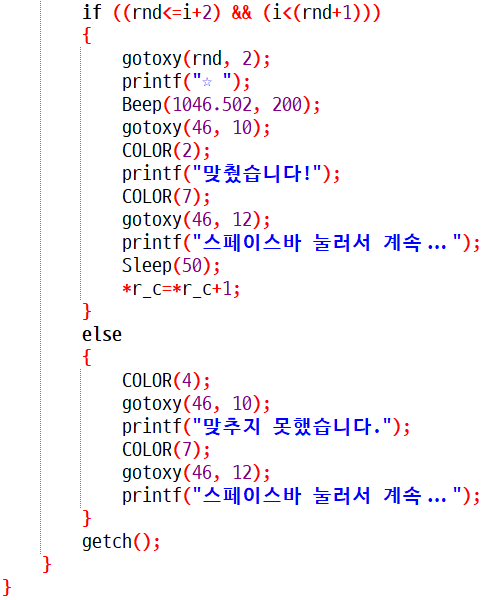 if ((rnd<=i+2) && (i<(rnd+1)))
{
gotoxy(rnd, 2);
printf("☆ ");
Beep(1046.502, 200);
gotoxy(46, 10);
COLOR(2);
printf("맞췄습니다!");
COLOR(7);
gotoxy(46, 12);
printf("스페이스바 눌러서 계속...");
Sleep(50);
*r_c=*r_c+1;
}
else
{
COLOR(4);
gotoxy(46, 10);
printf("맞추지 못했습니다.");
COLOR(7);
gotoxy(46, 12);
printf("스페이스바 눌러서 계속...");
}
getch();
}
}